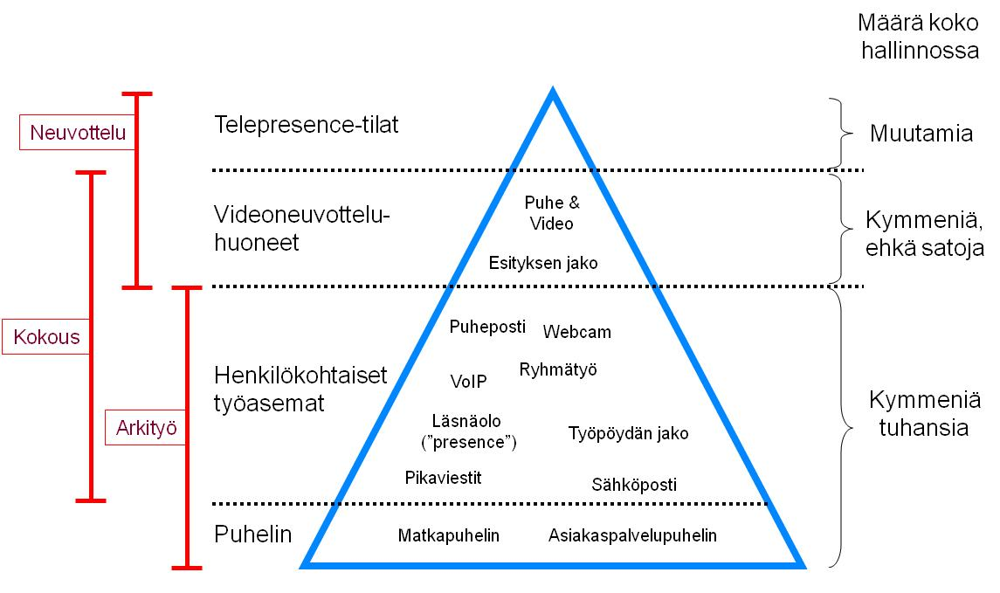 Määrä koko
hallinnossa
Neuvottelu
Telepresence-tilat
Muutamia
Videoneuvottelu-
huoneet
Puhe &
Video
Esityksen jako
Kymmeniä,
ehkä satoja
Kokous
Arkityö
Henkilökohtaiset
työasemat
Puheposti
Webcam
VoIP
Ryhmätyö
Läsnäolo
(”presence”)
Työpöydän jako
Pikaviestit
Sähköposti
Kymmeniä
tuhansia
Puhelin
Matkapuhelin
Asiakaspalvelupuhelin